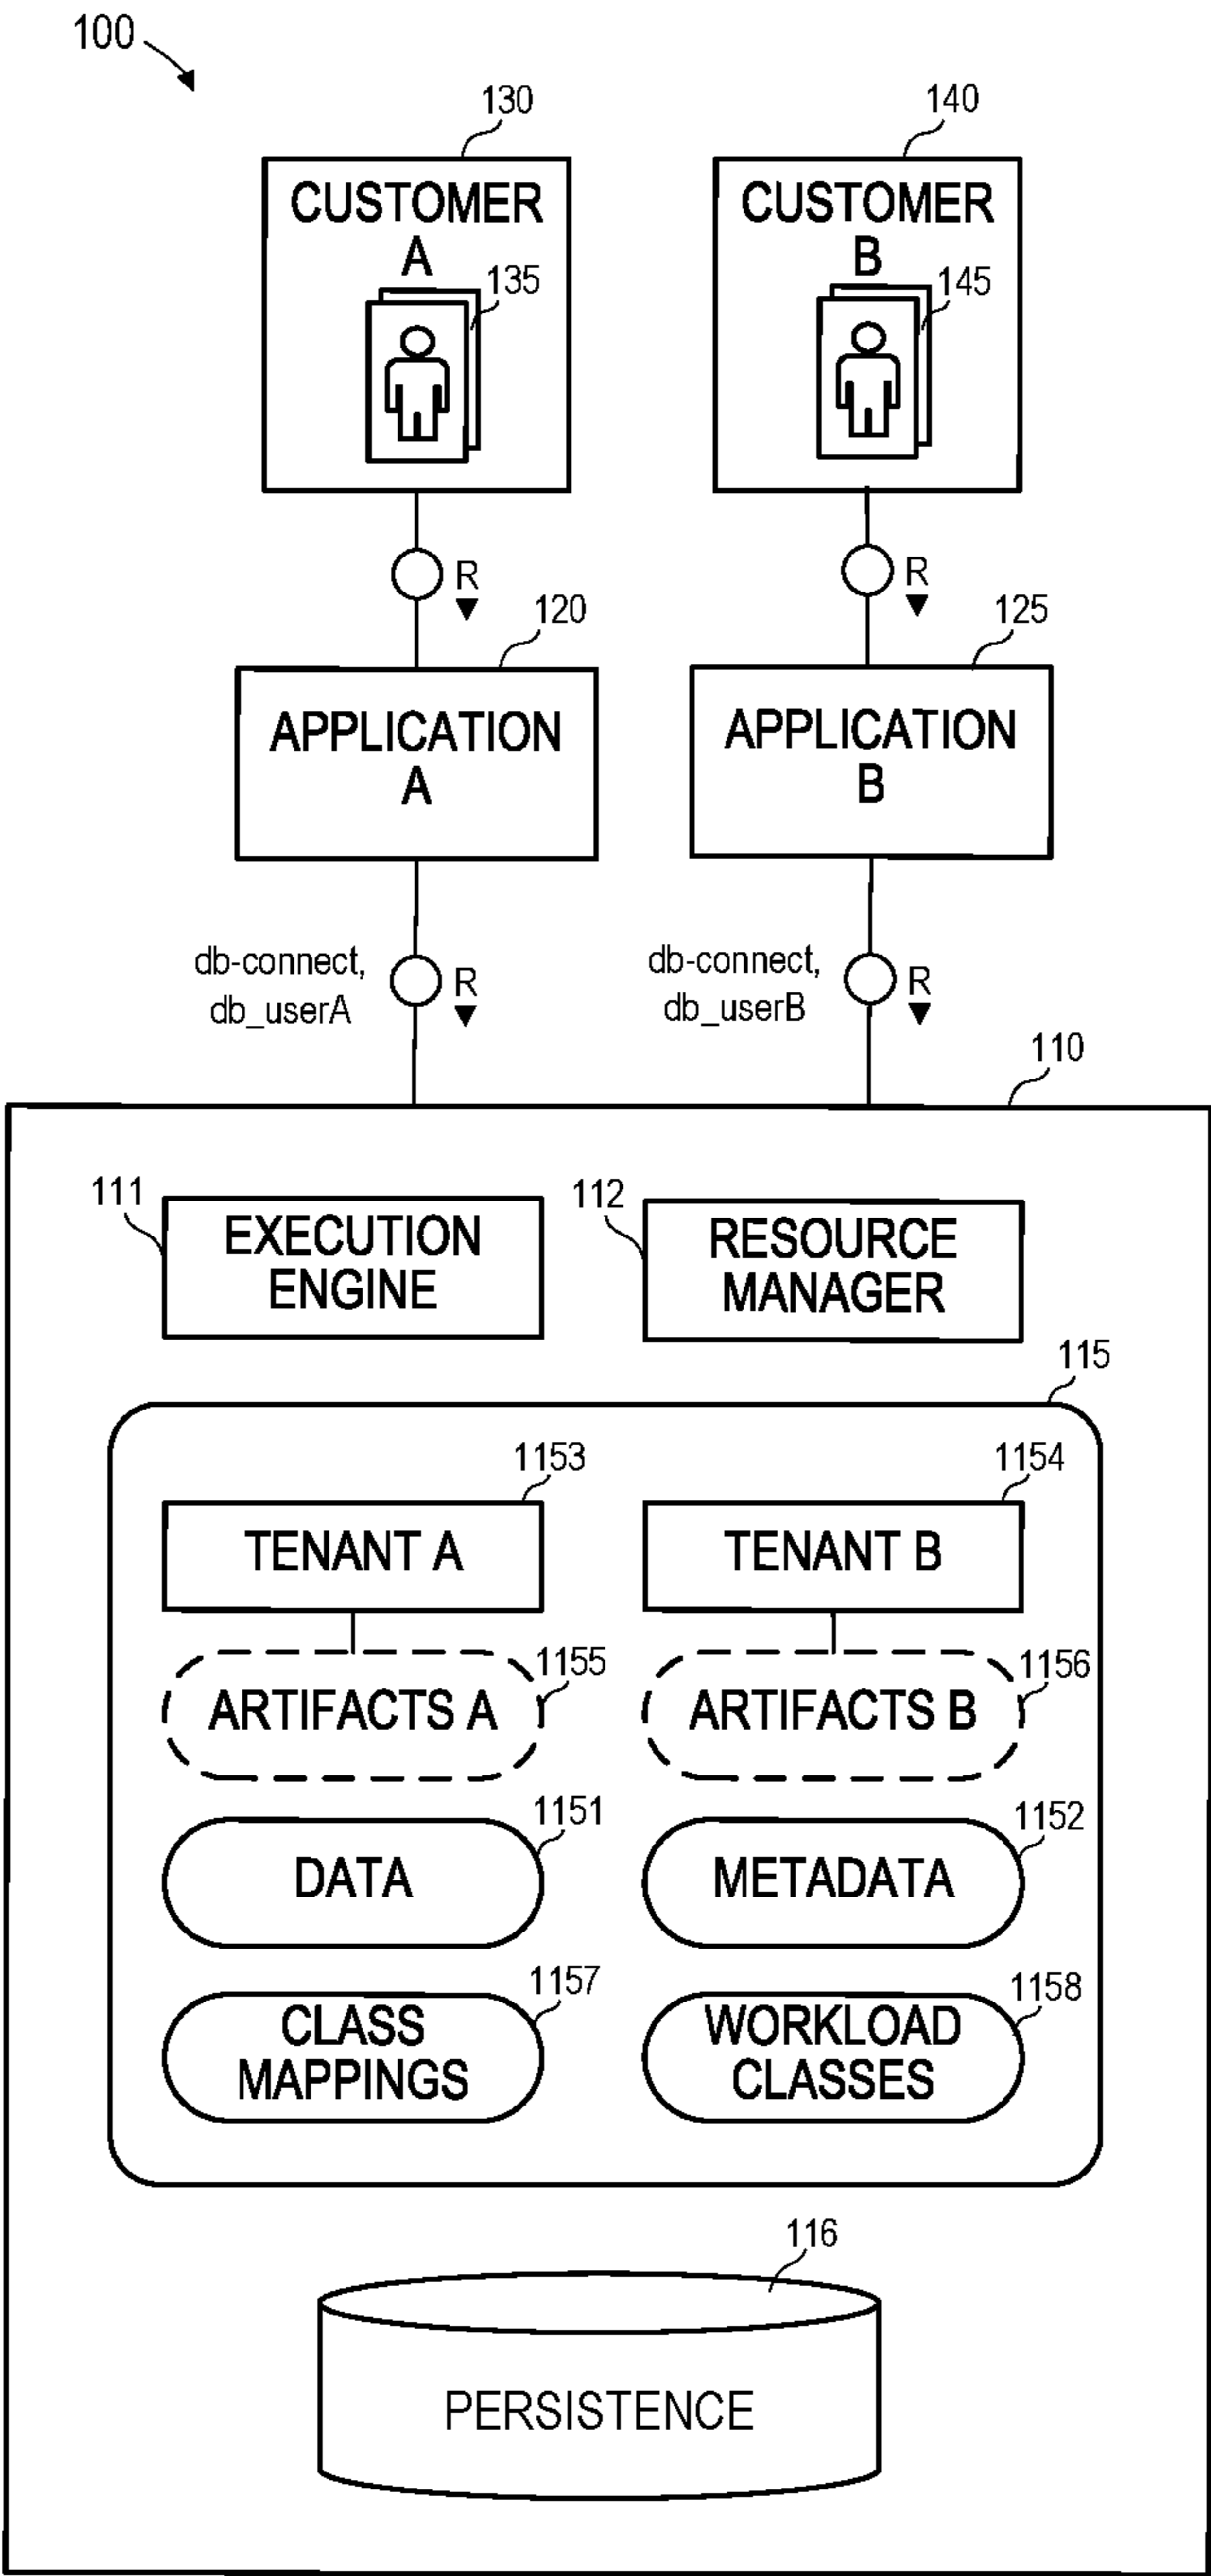 100
130
140
CUSTOMER
A
135
CUSTOMER
B
145
R
R
120
125
APPLICATION
A
APPLICATION
B
db-connect,
db_userA
R
db-connect,
db_userB
R
110
111
EXECUTION
ENGINE
112
RESOURCE
MANAGER
115
1153
1154
TENANT A
TENANT B
1155
1156
ARTIFACTS A
ARTIFACTS B
1151
1152
DATA
METADATA
1157
1158
CLASS
MAPPINGS
WORKLOAD
CLASSES
116
PERSISTENCE